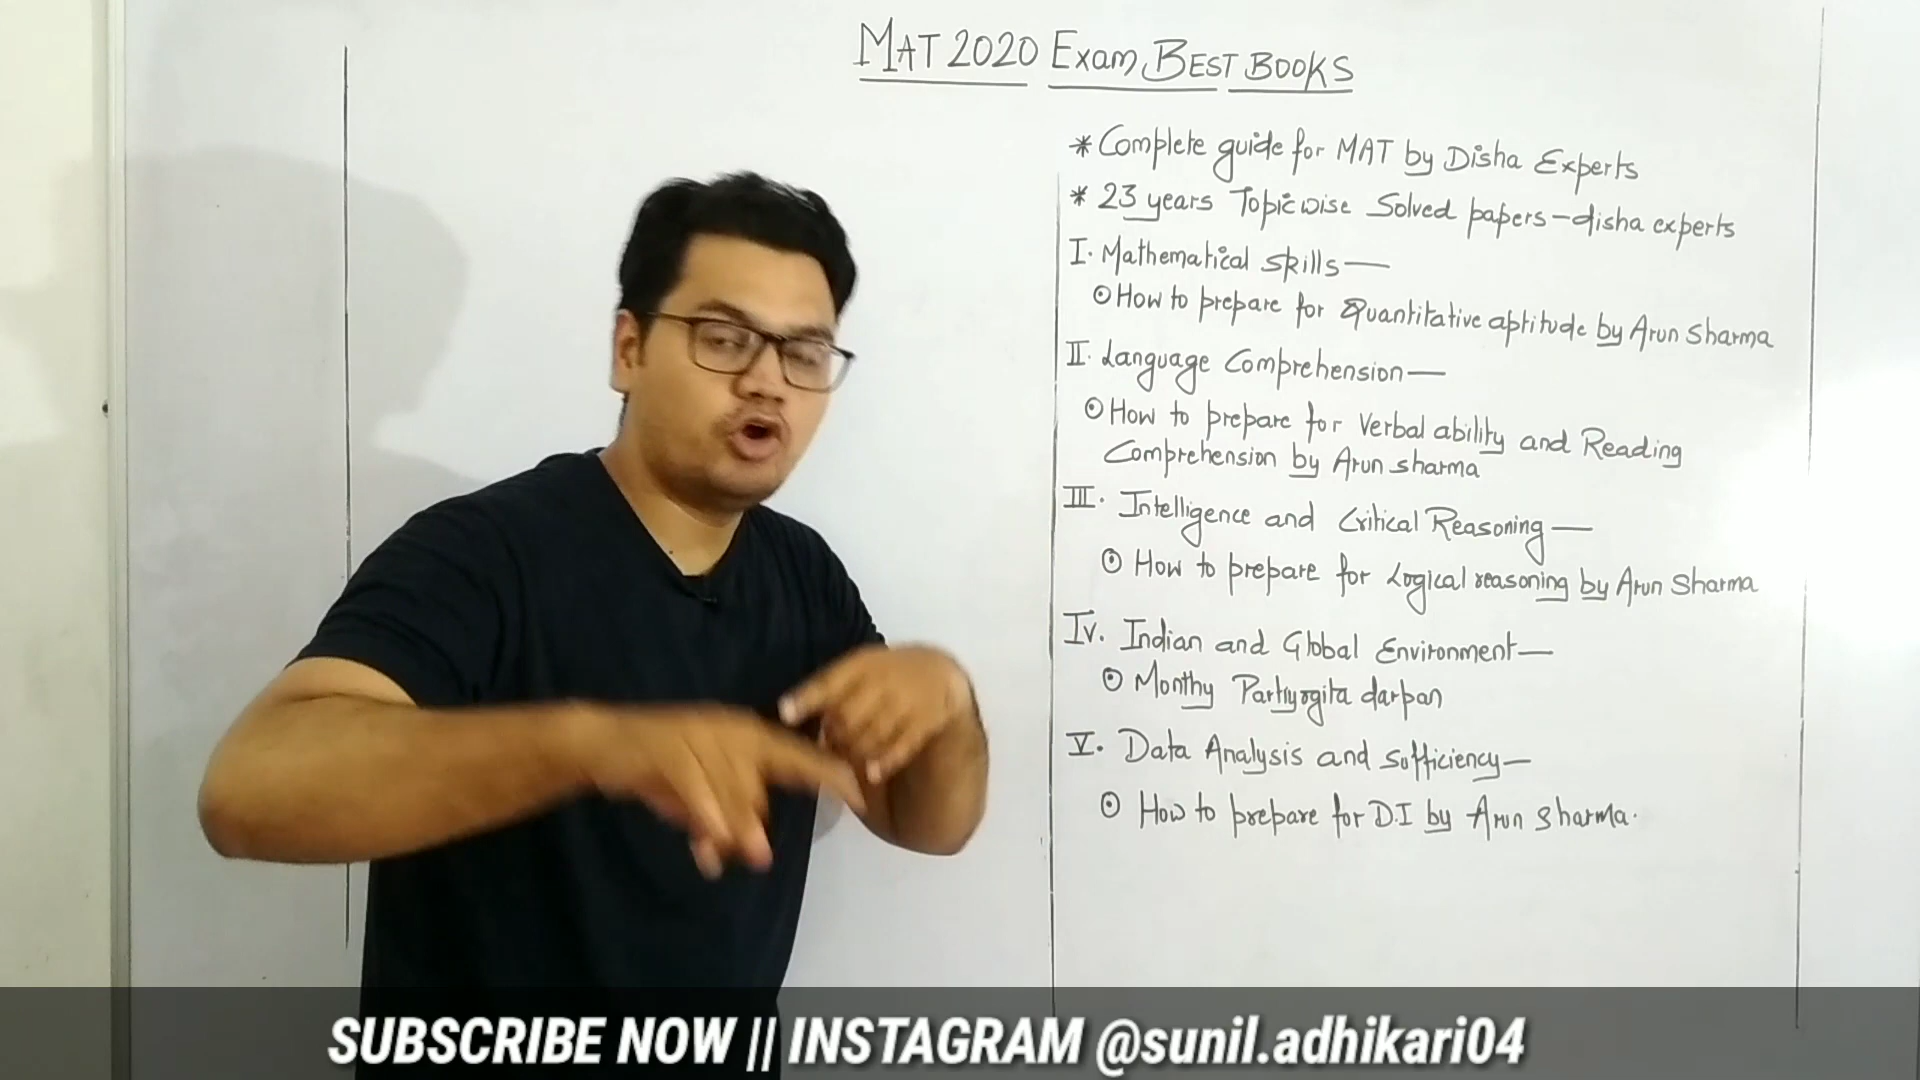 MAT 2020 Exam BEST BOOKS
* Complete guide for MAT by Disha Experts
* 23 years Topicwise Solved papers - disha experts
I. Mathematical skills —
⊙ How to prepare for Quantitative aptitude by Arun Sharma
II. Language Comprehension —
⊙ How to prepare for Verbal ability and Reading
Comprehension by Arun sharma
III. Intelligence and Critical Reasoning —
⊙ How to prepare for Logical reasoning by Arun Sharma
IV. Indian and Global Environment —
⊙ Monthy Partiyogita darpan
V. Data Analysis and Sufficiency —
⊙ How to prepare for D.I by Arun Sharma.
SUBSCRIBE NOW || INSTAGRAM @sunil.adhikari04